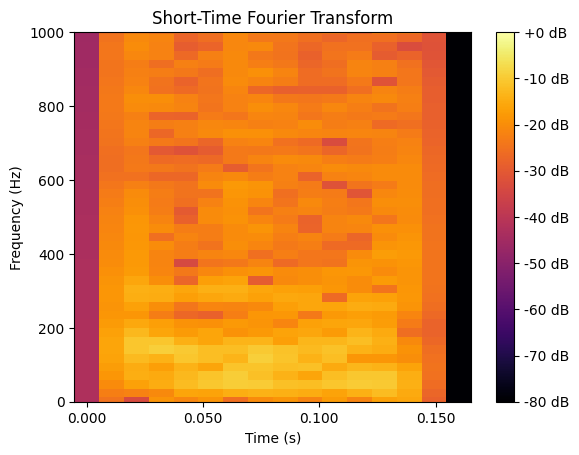 Short-Time Fourier Transform
1000
800
600
400
200
0
Frequency (Hz)
0.000
0.050
0.100
0.150
Time (s)
+0 dB
-10 dB
-20 dB
-30 dB
-40 dB
-50 dB
-60 dB
-70 dB
-80 dB